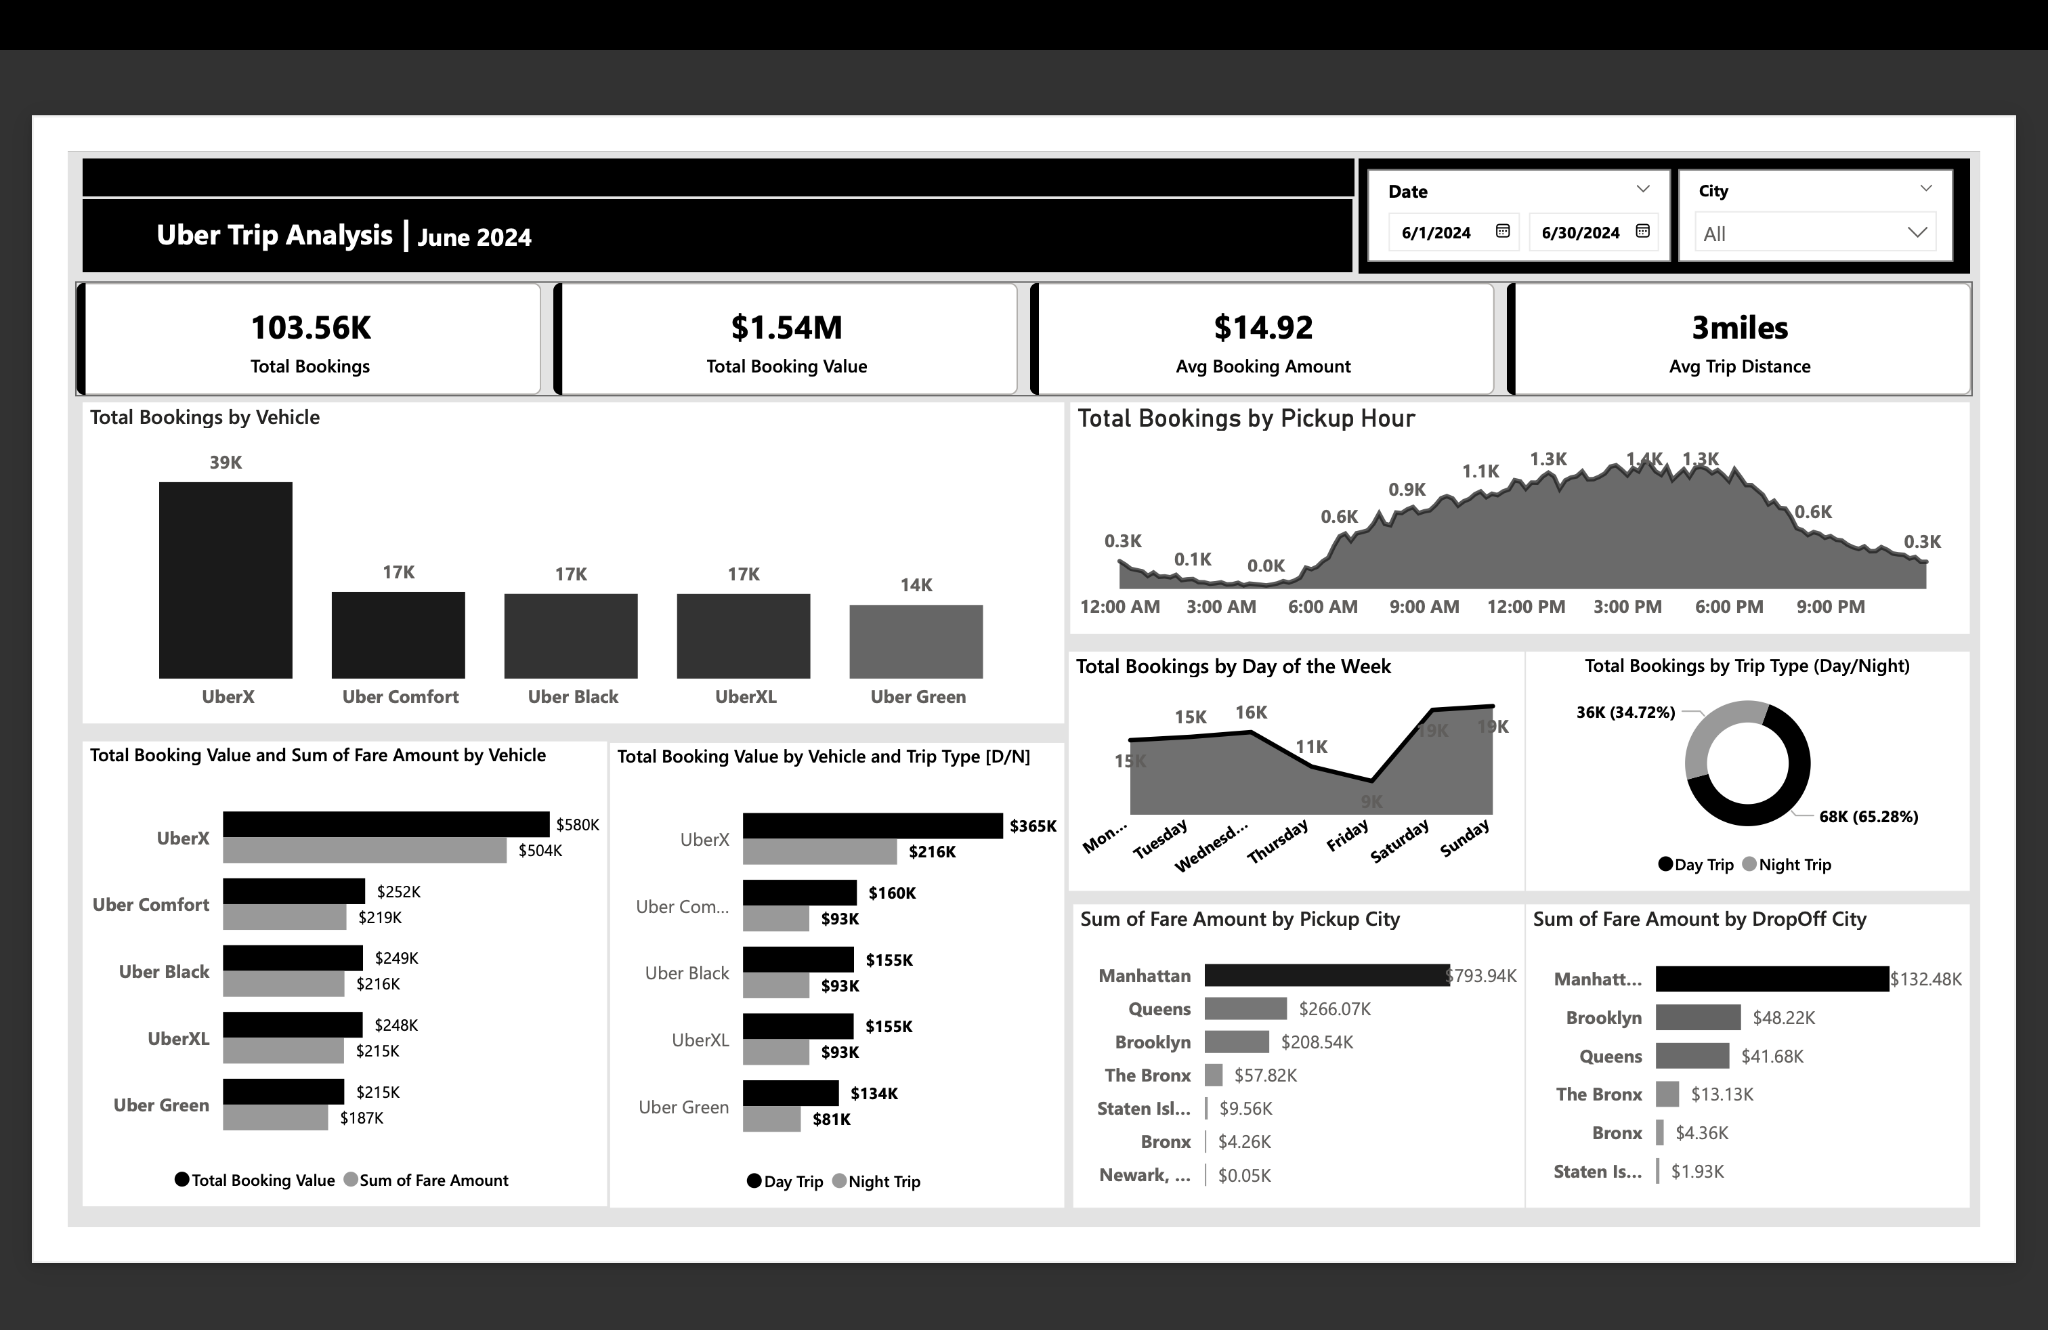 Uber Trip Analysis | June 2024
Date
6/1/2024 6/30/2024
City
All
103.56K
Total Bookings
$1.54M
Total Booking Value
$14.92
Avg Booking Amount
3miles
Avg Trip Distance
Total Bookings by Vehicle
39K
17K
17K
17K
14K
UberX Uber Comfort Uber Black UberXL Uber Green
Total Bookings by Pickup Hour
0.3K
0.1K
0.0K
0.6K
0.9K
1.1K
1.3K
1.4K
1.3K
0.6K
0.3K
12:00 AM 3:00 AM 6:00 AM 9:00 AM 12:00 PM 3:00 PM 6:00 PM 9:00 PM
Total Bookings by Day of the Week
15K
15K
16K
11K
9K
19K
19K
Mon... Tuesday Wednesd... Thursday Friday Saturday Sunday
Total Bookings by Trip Type (Day/Night)
36K (34.72%)
68K (65.28%)
Day Trip Night Trip
Total Booking Value and Sum of Fare Amount by Vehicle
UberX
$580K
$504K
Uber Comfort
$252K
$219K
Uber Black
$249K
$216K
UberXL
$248K
$215K
Uber Green
$215K
$187K
Total Booking Value Sum of Fare Amount
Total Booking Value by Vehicle and Trip Type [D/N]
UberX
$365K
$216K
Uber Com...
$160K
$93K
Uber Black
$155K
$93K
UberXL
$155K
$93K
Uber Green
$134K
$81K
Day Trip Night Trip
Sum of Fare Amount by Pickup City
Manhattan $793.94K
Queens $266.07K
Brooklyn $208.54K
The Bronx $57.82K
Staten Isl... $9.56K
Bronx $4.26K
Newark, ... $0.05K
Sum of Fare Amount by DropOff City
Manhatt... $132.48K
Brooklyn $48.22K
Queens $41.68K
The Bronx $13.13K
Bronx $4.36K
Staten Is... $1.93K